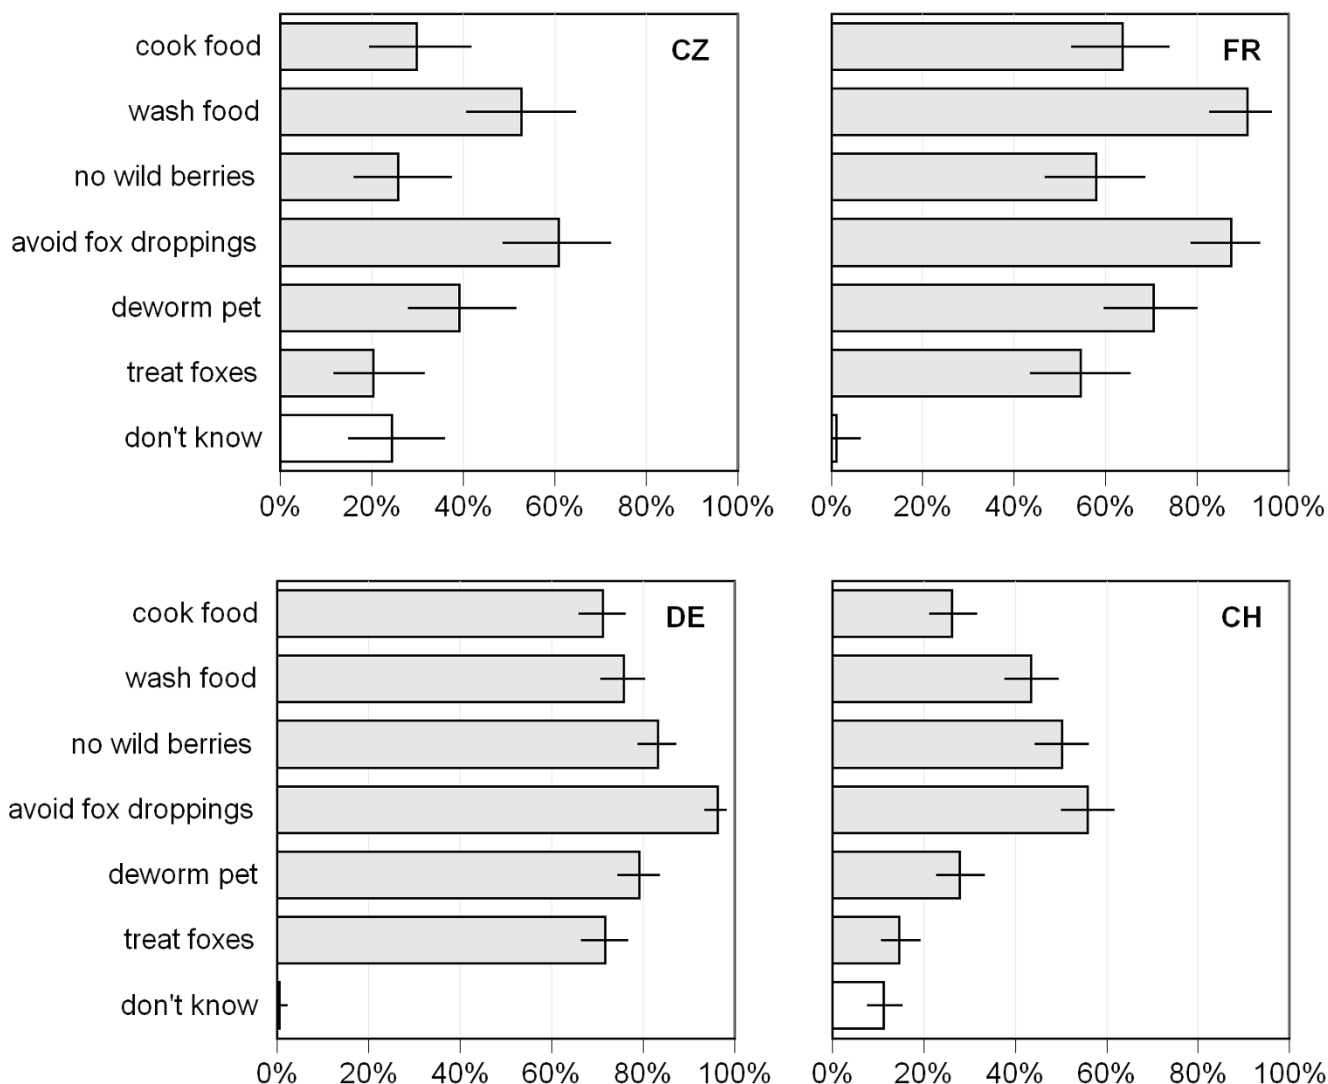 cook food
CZ
wash food
no wild berries
avoid fox droppings
deworm pet
treat foxes
don't know
0% 20% 40% 60% 80% 100%
FR
0% 20% 40% 60% 80% 100%
cook food
DE
wash food
no wild berries
avoid fox droppings
deworm pet
treat foxes
don't know
0% 20% 40% 60% 80% 100%
CH
0% 20% 40% 60% 80% 100%